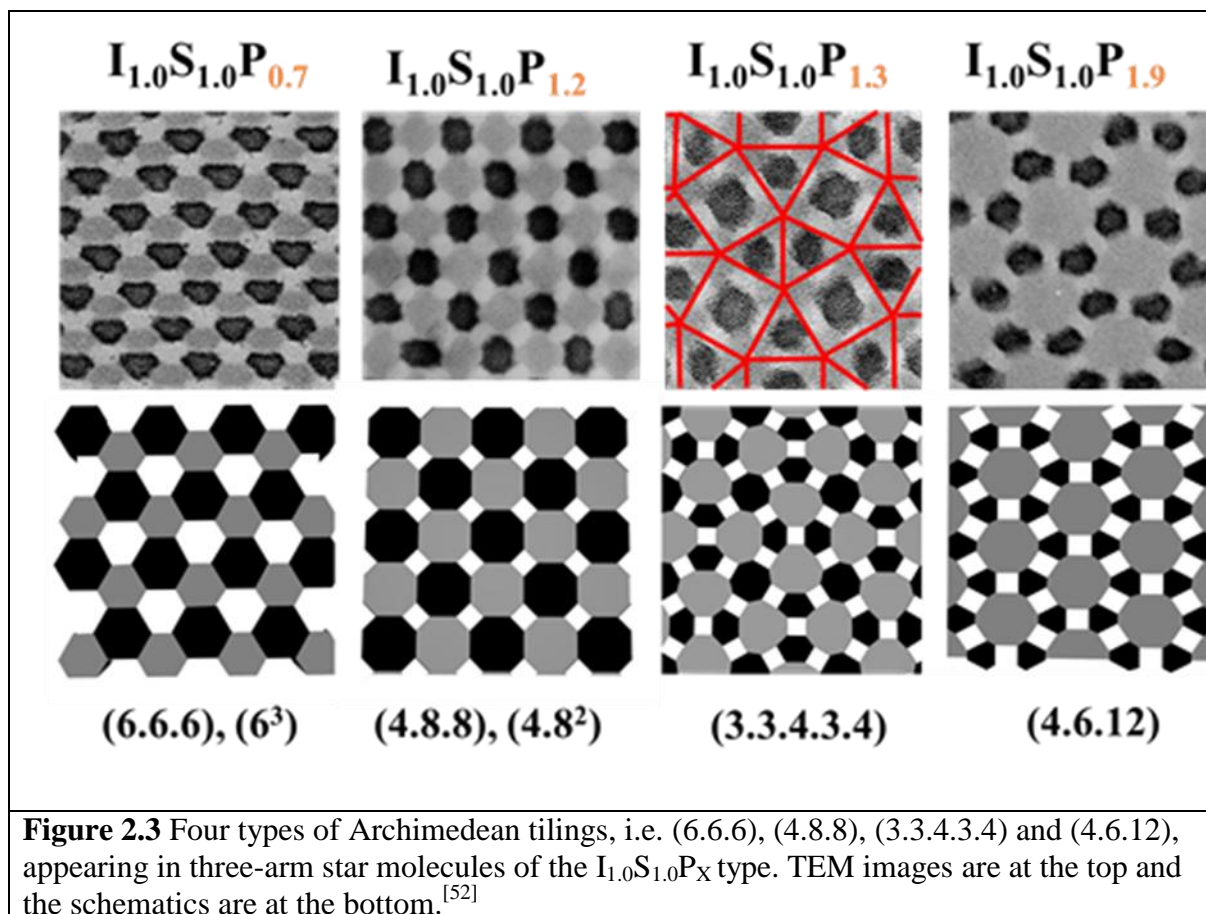 I₁.₀S₁.₀P₀.₇ I₁.₀S₁.₀P₁.₂ I₁.₀S₁.₀P₁.₃ I₁.₀S₁.₀P₁.₉
(6.6.6), (6³) (4.8.8), (4.8²) (3.3.4.3.4) (4.6.12)
Figure 2.3 Four types of Archimedean tilings, i.e. (6.6.6), (4.8.8), (3.3.4.3.4) and (4.6.12),
appearing in three-arm star molecules of the I₁.₀S₁.₀Pₓ type. TEM images are at the top and
the schematics are at the bottom.[52]